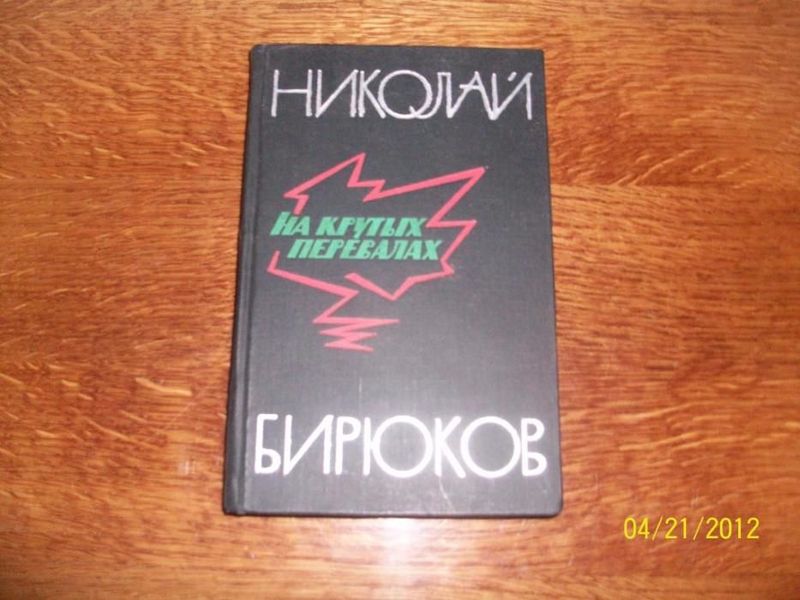 НИКОЛАЙ
НА КРУТЫХ
ПЕРЕВАЛАХ
БИРЮКОВ
04/21/2012